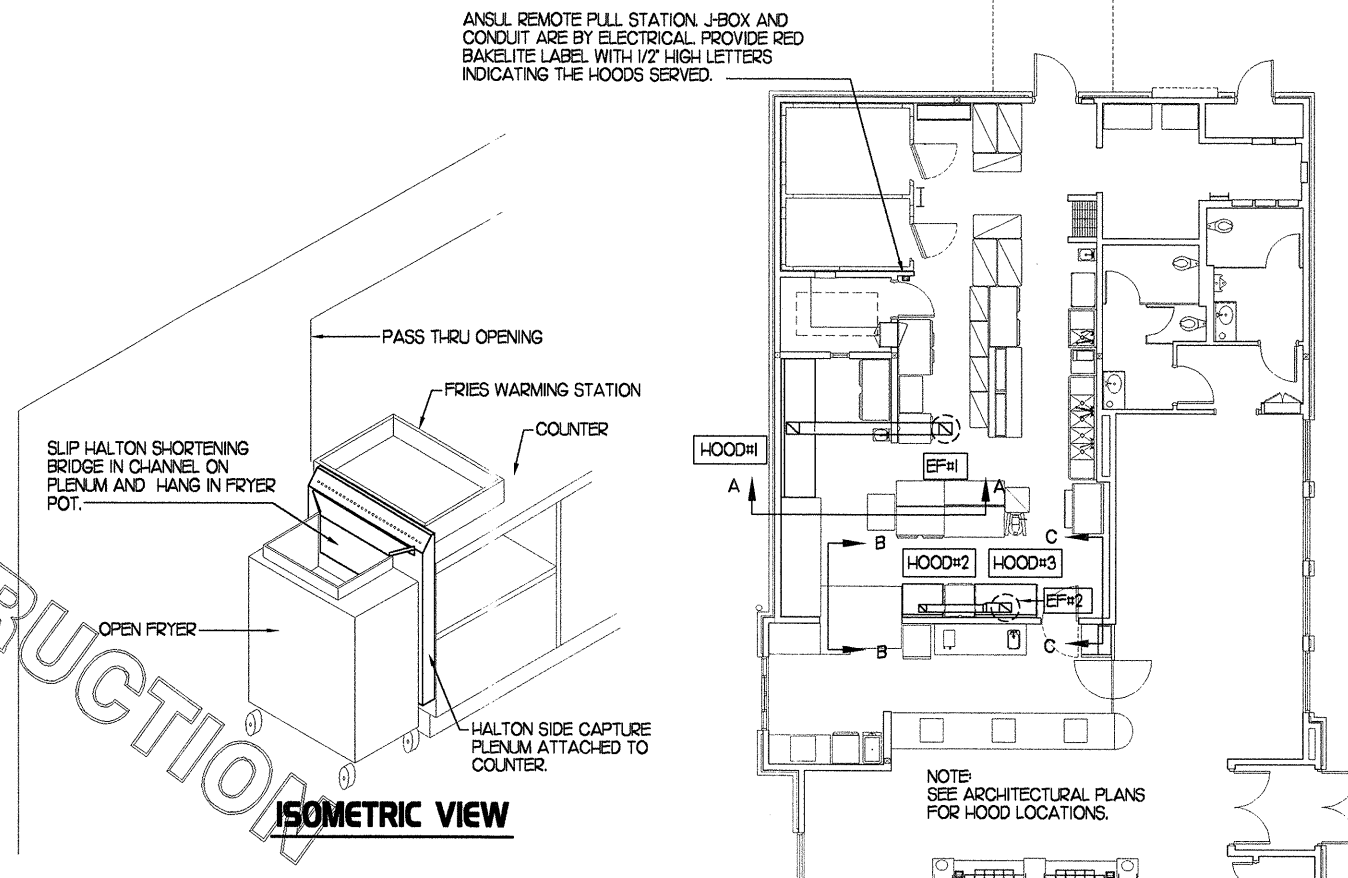 ANSUL REMOTE PULL STATION. J-BOX AND
CONDUIT ARE BY ELECTRICAL. PROVIDE RED
BAKELITE LABEL WITH 1/2" HIGH LETTERS
INDICATING THE HOODS SERVED.
PASS THRU OPENING
FRIES WARMING STATION
COUNTER
SLIP HALTON SHORTENING
BRIDGE IN CHANNEL ON
PLENUM AND HANG IN FRYER
POT.
OPEN FRYER
HALTON SIDE CAPTURE
PLENUM ATTACHED TO
COUNTER.
ISOMETRIC VIEW
RUCTION
HOOD#1
EF#1
A
A
B
C
HOOD#2
HOOD#3
EF#2
B
C
NOTE:
SEE ARCHITECTURAL PLANS
FOR HOOD LOCATIONS.